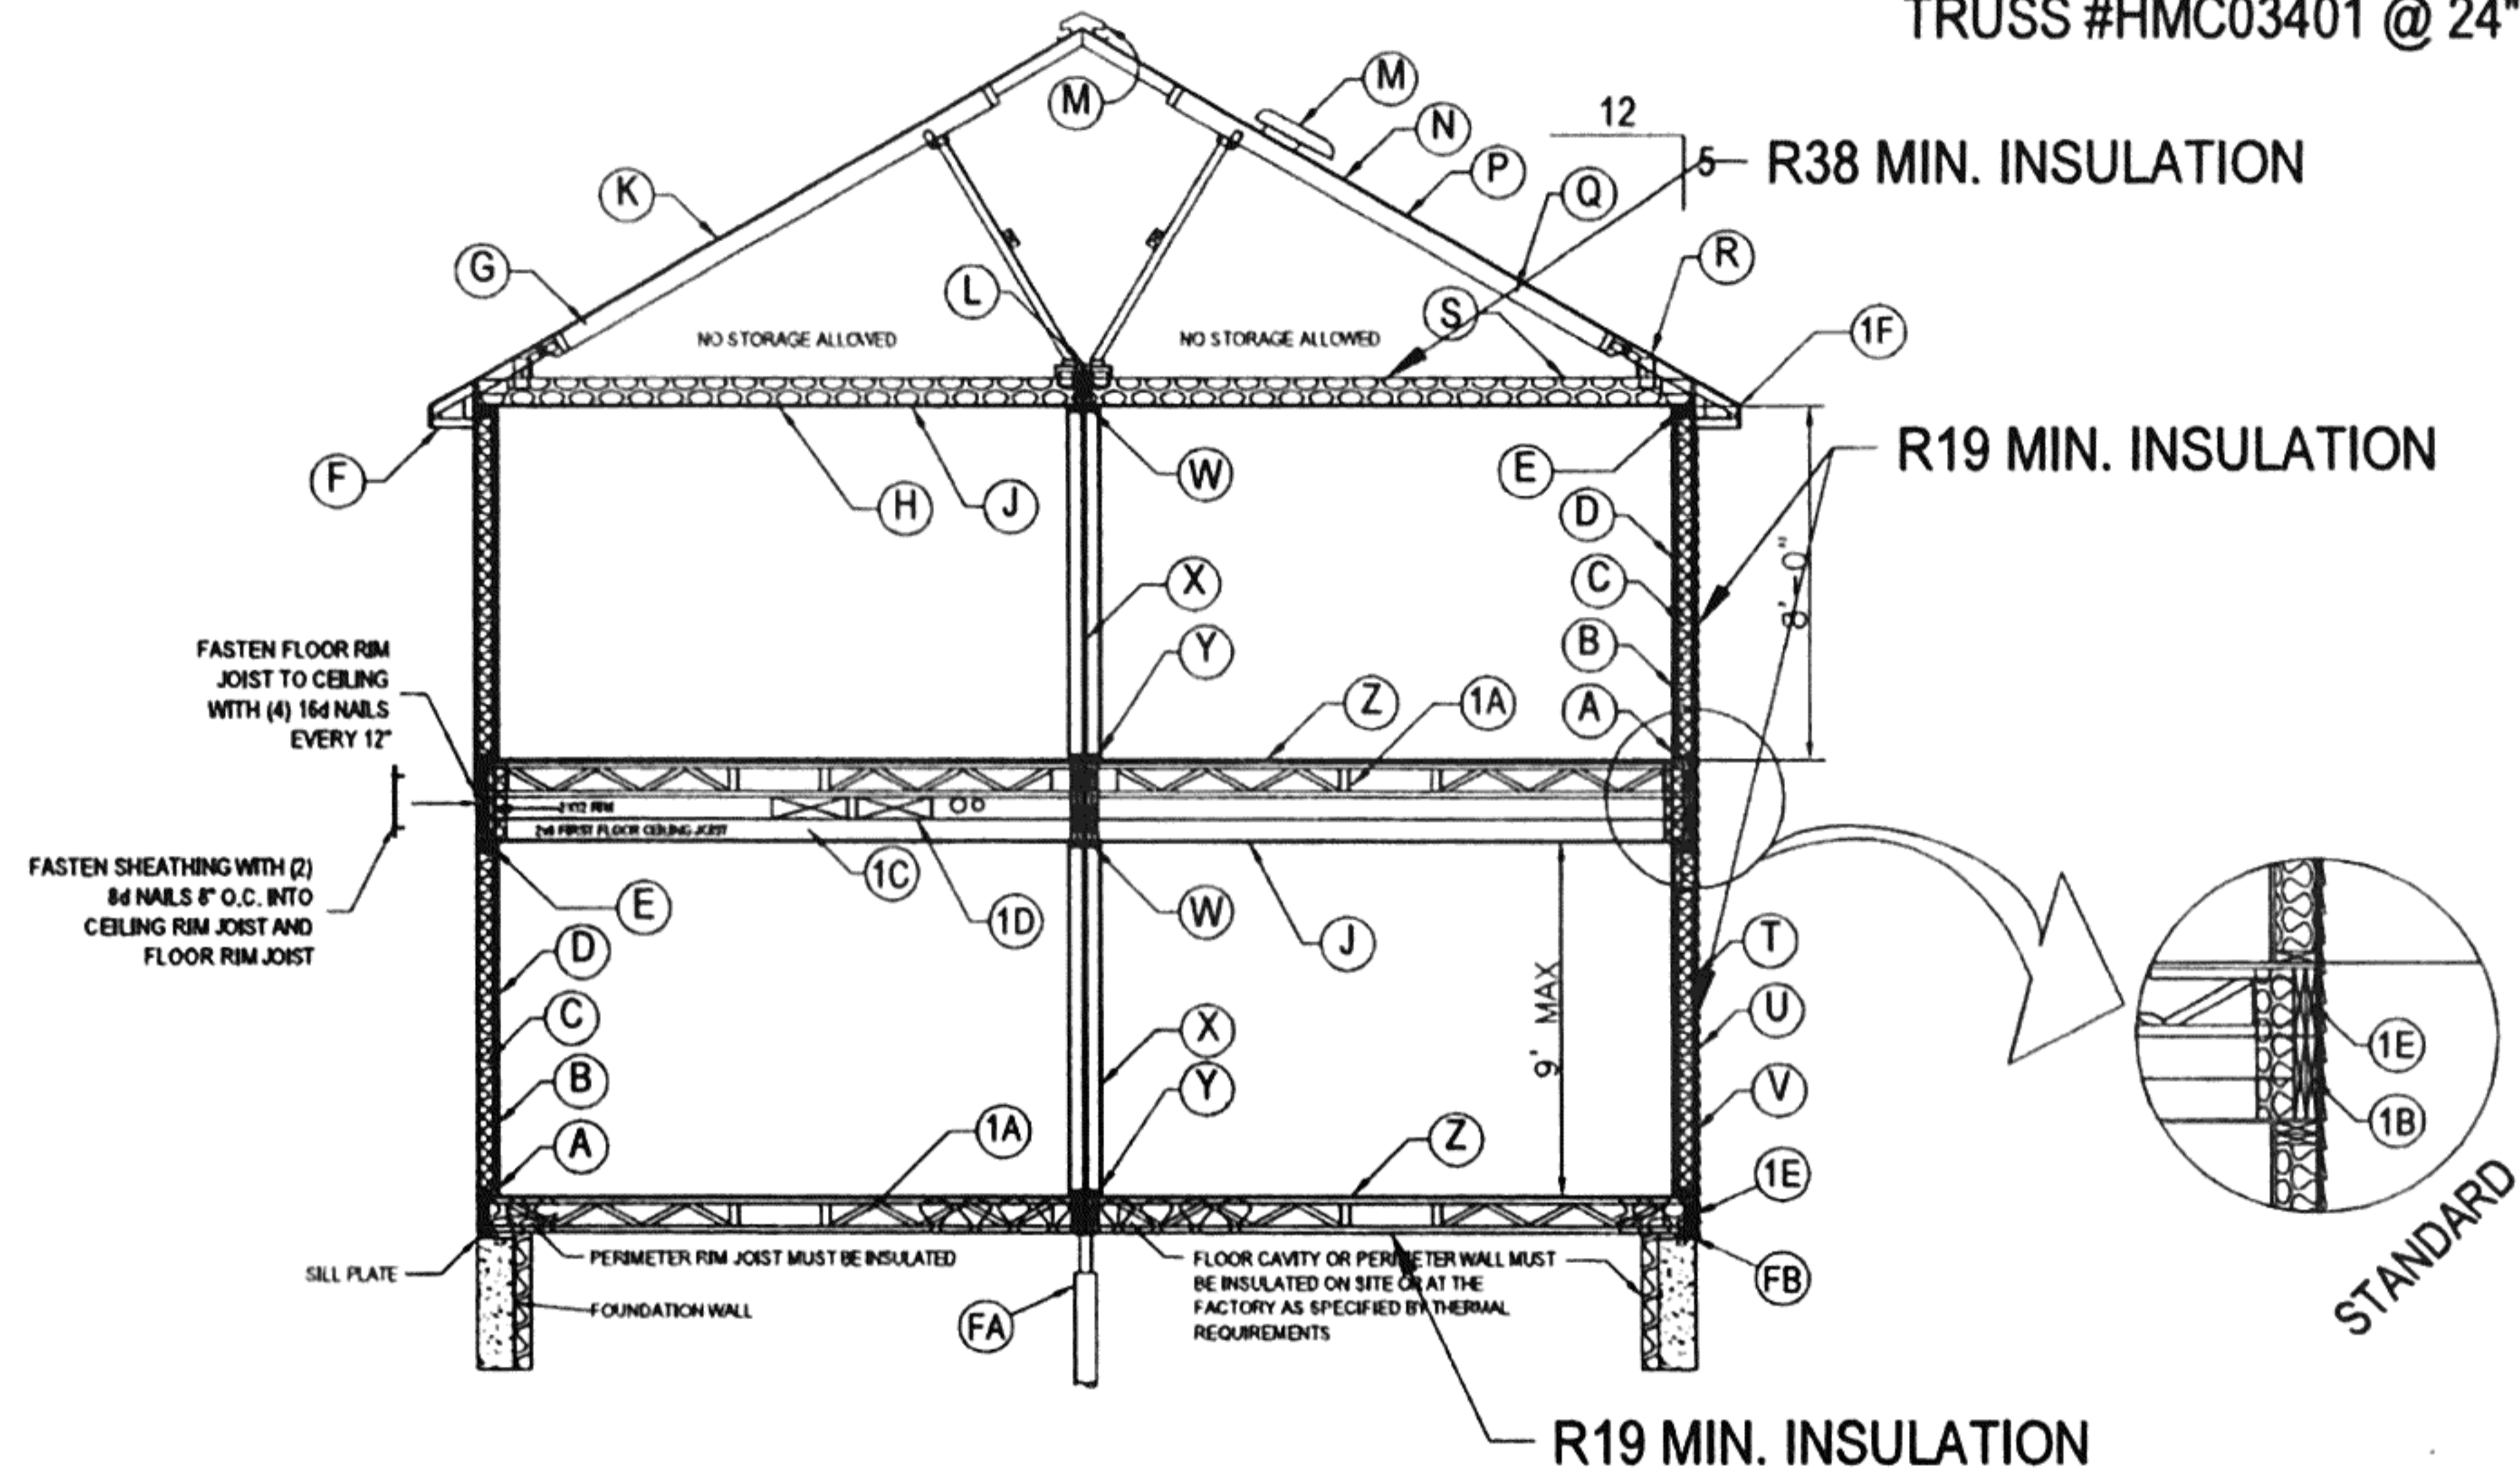 TRUSS #HMC03401 @ 24"
M
M
N
12
5
R38 MIN. INSULATION
P
K
Q
G
R
L
S
1F
NO STORAGE ALLOWED
NO STORAGE ALLOWED
R19 MIN. INSULATION
F
W
E
H
J
D
C
X
8'-0"
B
Y
Z
1A
A
FASTEN FLOOR RIM
JOIST TO CEILING
WITH (4) 16d NAILS
EVERY 12"
2 X12 RIM
2x6 FIRST FLOOR CEILING JOIST
FASTEN SHEATHING WITH (2)
8d NAILS 8" O.C. INTO
CEILING RIM JOIST AND
FLOOR RIM JOIST
1C
E
1D
W
J
T
D
C
X
9' MAX
U
1E
B
Y
V
1B
A
1A
Z
1E
STANDARD
SILL PLATE
PERIMETER RIM JOIST MUST BE INSULATED
FOUNDATION WALL
FA
FLOOR CAVITY OR PERIMETER WALL MUST
BE INSULATED ON SITE OR AT THE
FACTORY AS SPECIFIED BY THERMAL
REQUIREMENTS
FB
R19 MIN. INSULATION